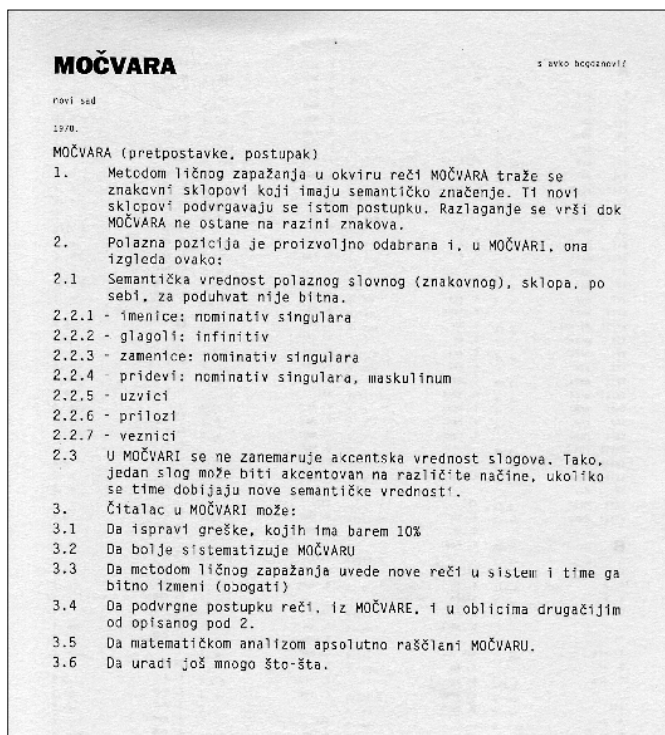 MOČVARA
slavko bogdanović
novi sad
1970.
MOČVARA (pretpostavke, postupak)
1. Metodom ličnog zapažanja u okviru reči MOČVARA traže se
znakovni sklopovi koji imaju semantičko značenje. Ti novi
sklopovi podvrgavaju se istom postupku. Razlaganje se vrši dok
MOČVARA ne ostane na razini znakova.
2. Polazna pozicija je proizvoljno odabrana i, u MOČVARI, ona
izgleda ovako:
2.1 Semantička vrednost polaznog slovnog (znakovnog), sklopa, po
sebi, za poduhvat nije bitna.
2.2.1 - imenice: nominativ singulara
2.2.2 - glagoli: infinitiv
2.2.3 - zamenice: nominativ singulara
2.2.4 - pridevi: nominativ singulara, maskulinum
2.2.5 - uzvici
2.2.6 - prilozi
2.2.7 - veznici
2.3 U MOČVARI se ne zanemaruje akcentska vrednost slogova. Tako,
jedan slog može biti akcentovan na različite načine, ukoliko
se time dobijaju nove semantičke vrednosti.
3. Čitalac u MOČVARI može:
3.1 Da ispravi greške, kojih ima barem 10%
3.2 Da bolje sistematizuje MOČVARU
3.3 Da metodom ličnog zapažanja uvede nove reči u sistem i time ga
bitno izmeni (obogati)
3.4 Da podvrgne postupku reči, iz MOČVARE, i u oblicima drugačijim
od opisanog pod 2.
3.5 Da matematičkom analizom apsolutno raščlani MOČVARU.
3.6 Da uradi još mnogo što-šta.